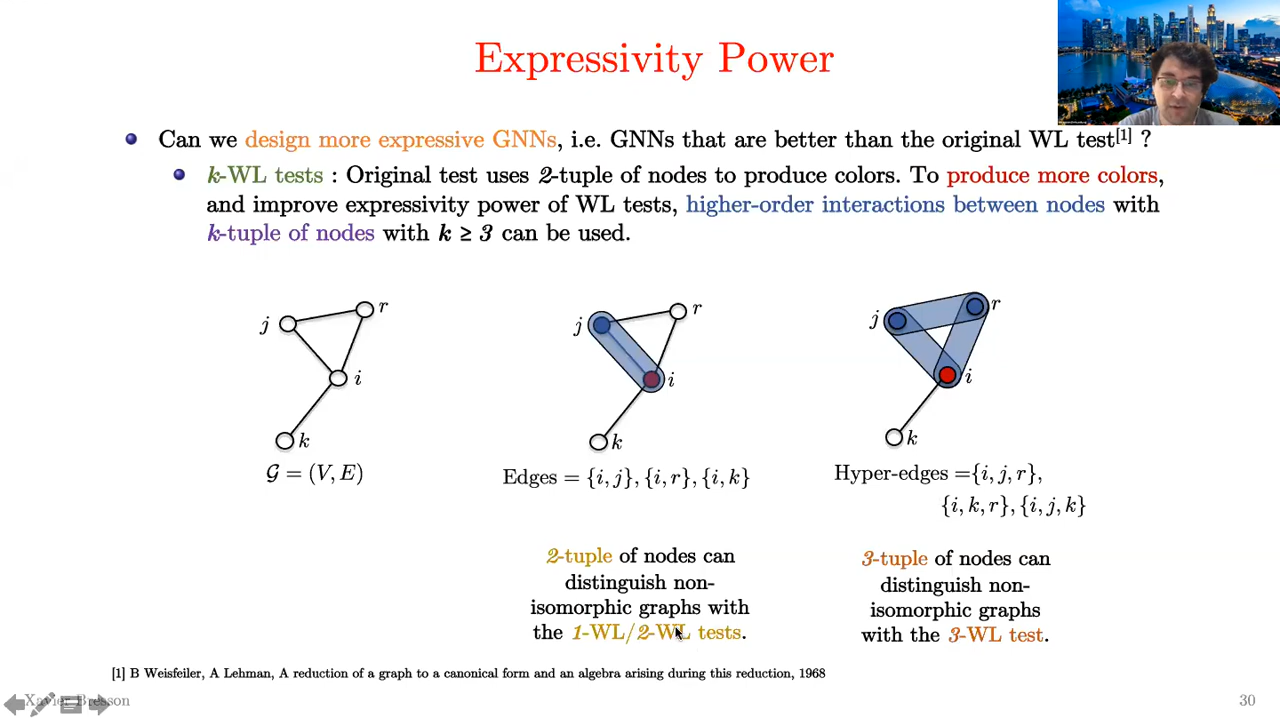 Expressivity Power
Can we design more expressive GNNs, i.e. GNNs that are better than the original WL test[1] ?
k-WL tests : Original test uses 2-tuple of nodes to produce colors. To produce more colors,
and improve expressivity power of WL tests, higher-order interactions between nodes with
k-tuple of nodes with k ≥ 3 can be used.
j
r
i
k
G = (V, E)
j
r
i
k
Edges = {i, j}, {i, r}, {i, k}
j
r
i
k
Hyper-edges ={i, j, r},
{i, k, r}, {i, j, k}
2-tuple of nodes can
distinguish non-
isomorphic graphs with
the 1-WL/2-WL tests.
3-tuple of nodes can
distinguish non-
isomorphic graphs
with the 3-WL test.
[1] B Weisfeiler, A Lehman, A reduction of a graph to a canonical form and an algebra arising during this reduction, 1968
Xavier Bresson
30